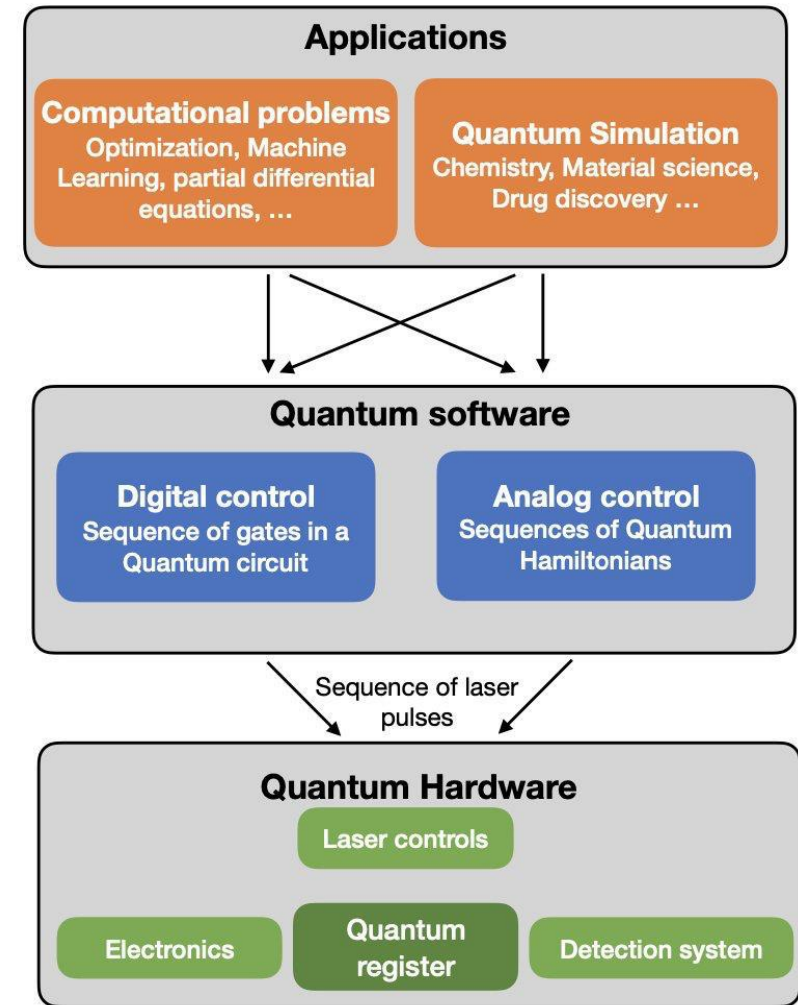 Applications
Computational problems
Optimization, Machine
Learning, partial differential
equations, …
Quantum Simulation
Chemistry, Material science,
Drug discovery …
Quantum software
Digital control
Sequence of gates in a
Quantum circuit
Analog control
Sequences of Quantum
Hamiltonians
Sequence of laser
pulses
Quantum Hardware
Laser controls
Electronics
Quantum
register
Detection system